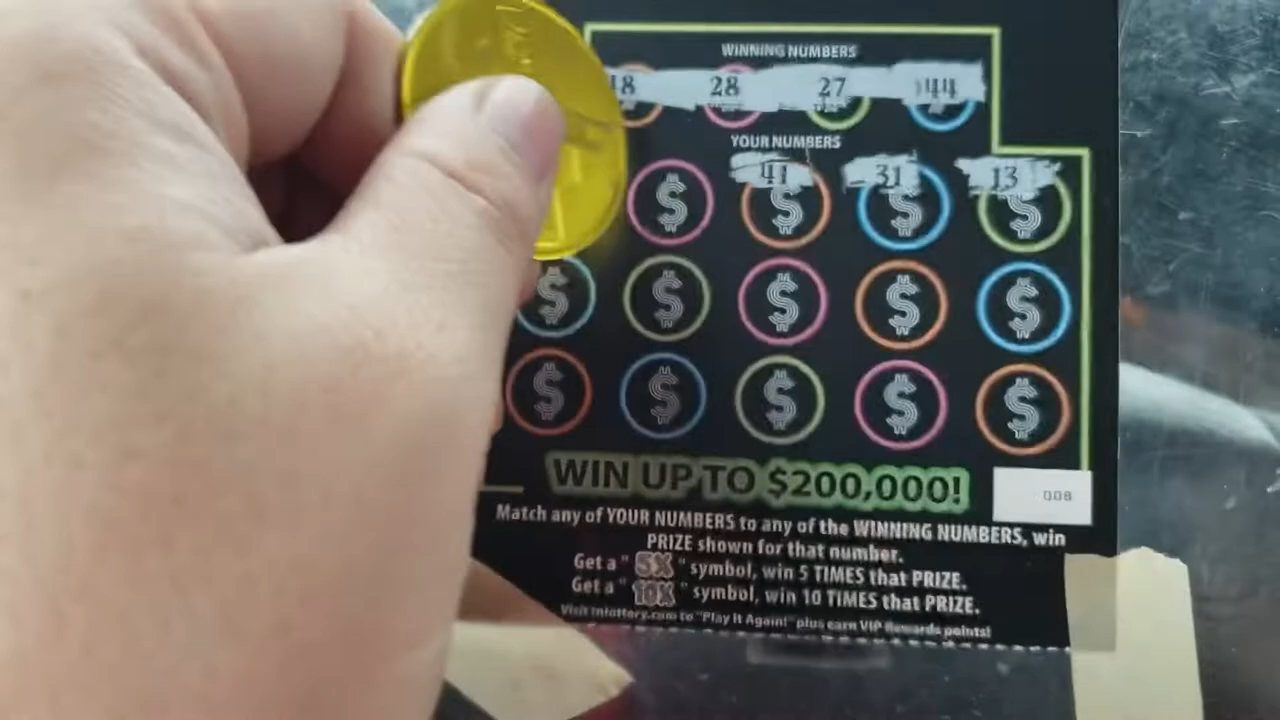 WINNING NUMBERS
18 28 27 44
YOUR NUMBERS
41 31 13
$ $ $ $
$ $ $ $ $
$ $ $ $ $
WIN UP TO $200,000!
008
Match any of YOUR NUMBERS to any of the WINNING NUMBERS, win
PRIZE shown for that number.
Get a "5X" symbol, win 5 TIMES that PRIZE.
Get a "10X" symbol, win 10 TIMES that PRIZE.
Visit tnlottery.com to "Play It Again!" plus earn VIP Rewards points!